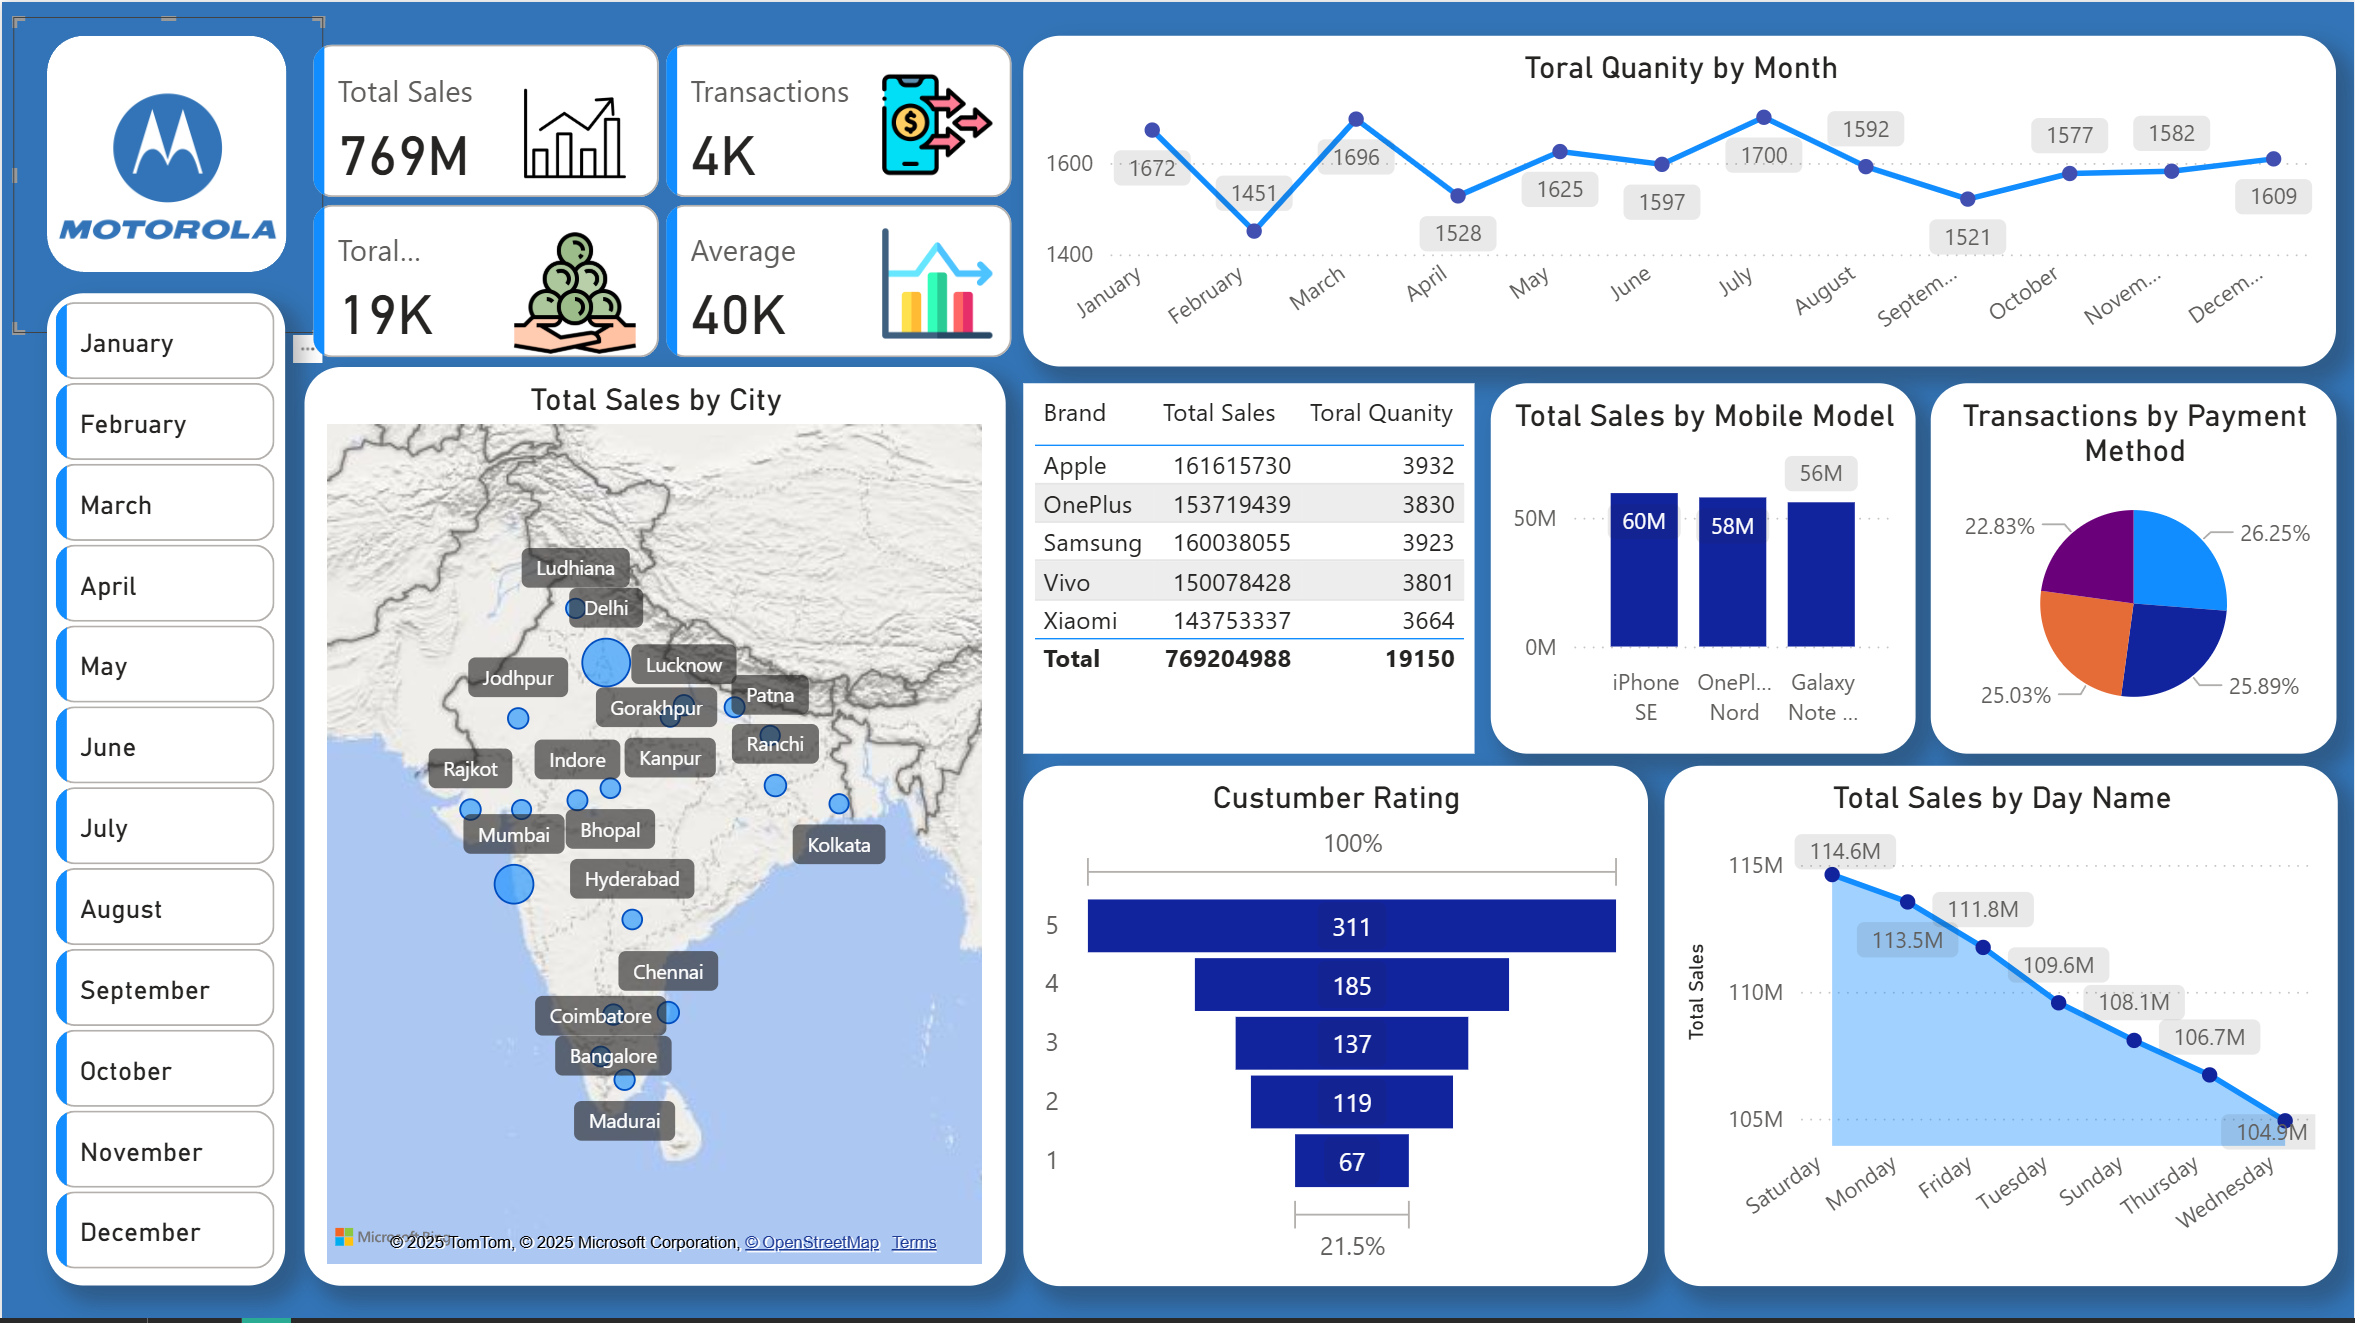 MOTOROLA
Total Sales
769M
Transactions
4K
Toral...
19K
Average
40K
January
February
March
April
May
June
July
August
September
October
November
December
Toral Quanity by Month
1600
1400
1672
1451
1696
1528
1625
1597
1700
1592
1521
1577
1582
1609
January
February
March
April
May
June
July
August
Septem...
October
Novem...
Decem...
Total Sales by City
Ludhiana
Delhi
Lucknow
Jodhpur
Gorakhpur
Patna
Ranchi
Rajkot
Indore
Kanpur
Mumbai
Bhopal
Kolkata
Hyderabad
Chennai
Coimbatore
Bangalore
Madurai
Microsoft Bing
© 2025 TomTom, © 2025 Microsoft Corporation, © OpenStreetMap Terms
Brand Total Sales Toral Quanity
Apple 161615730 3932
OnePlus 153719439 3830
Samsung 160038055 3923
Vivo 150078428 3801
Xiaomi 143753337 3664
Total 769204988 19150
Total Sales by Mobile Model
50M
0M
60M
58M
56M
iPhone
SE
OnePl...
Nord
Galaxy
Note ...
Transactions by Payment
Method
22.83%
26.25%
25.03%
25.89%
Custumber Rating
100%
5 311
4 185
3 137
2 119
1 67
21.5%
Total Sales by Day Name
Total Sales
115M
110M
105M
114.6M
113.5M
111.8M
109.6M
108.1M
106.7M
104.9M
Saturday
Monday
Friday
Tuesday
Sunday
Thursday
Wednesday